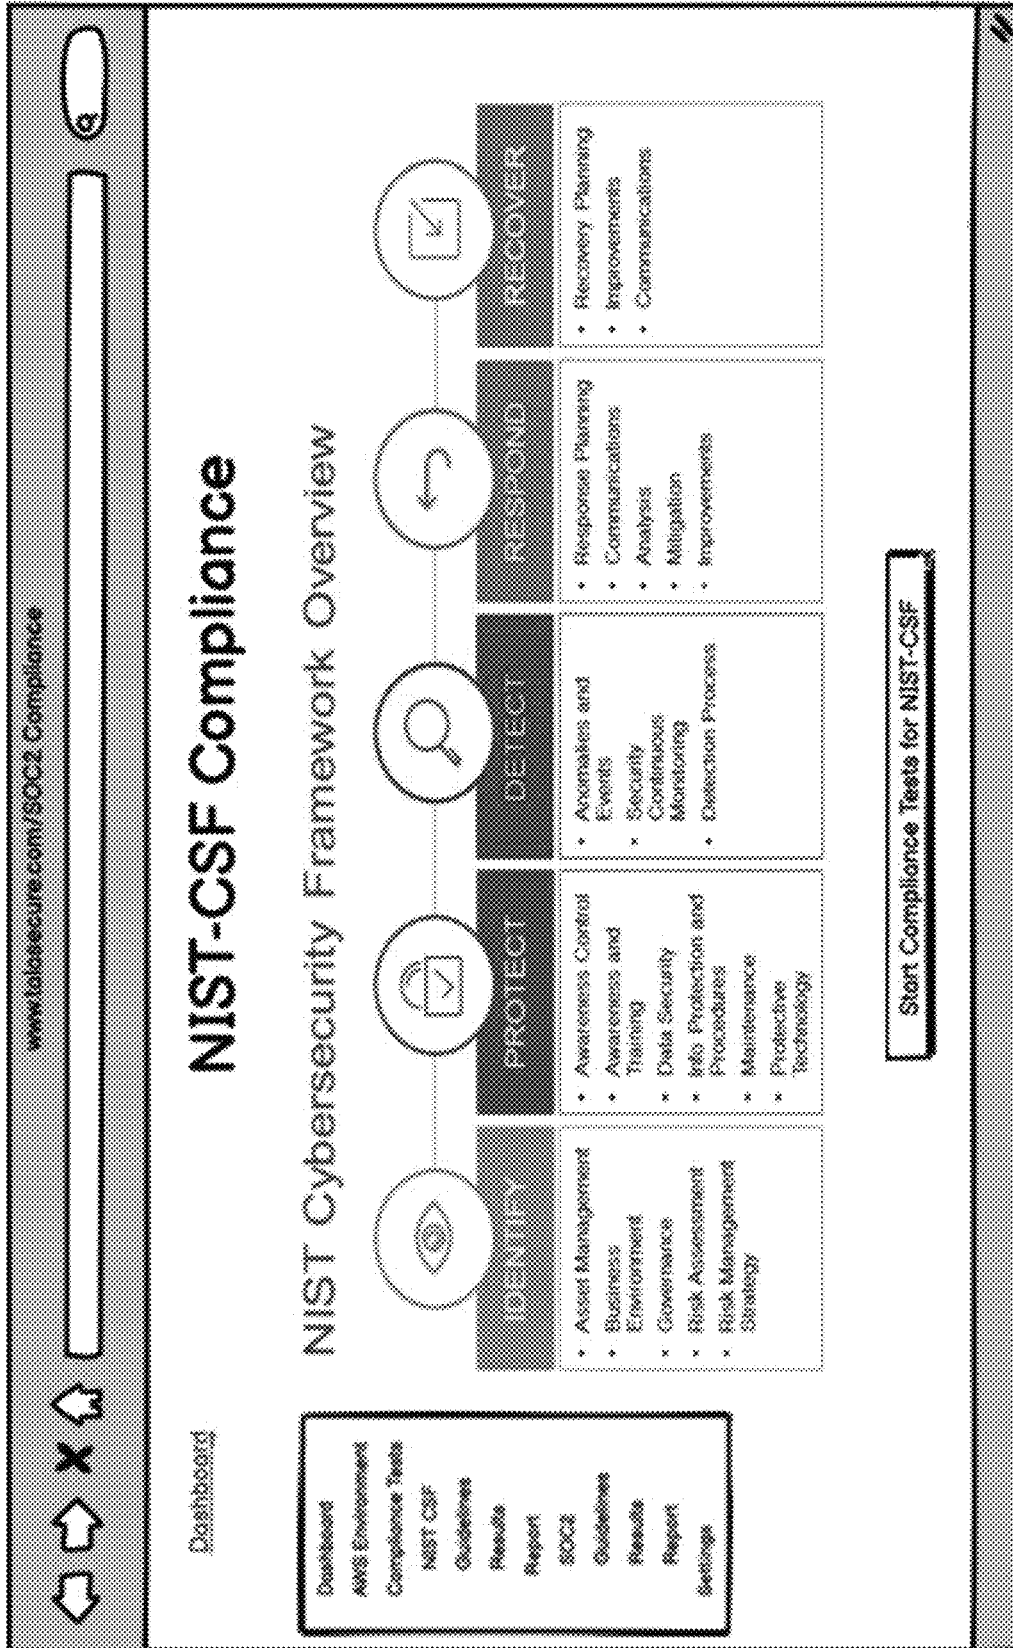 www.talasecure.com/SOC2 Compliance
Dashboard
NIST-CSF Compliance
NIST Cybersecurity Framework Overview
Dashboard
AWS Environment
Compliance Tests
NIST CSF
Guidelines
Results
Report
SOC2
Guidelines
Results
Report
Settings
IDENTIFY
• Asset Management
• Business
Environment
• Governance
• Risk Assessment
• Risk Management
Strategy
PROTECT
• Awareness Control
• Awareness and
Training
• Data Security
• Info Protection and
Procedures
• Maintenance
• Protective
Technology
DETECT
• Anomalies and
Events
• Security
Continuous
Monitoring
• Detection Process
RESPOND
• Response Planning
• Communications
• Analysis
• Mitigation
• Improvements
RECOVER
• Recovery Planning
• Improvements
• Communications
Start Compliance Tests for NIST-CSF